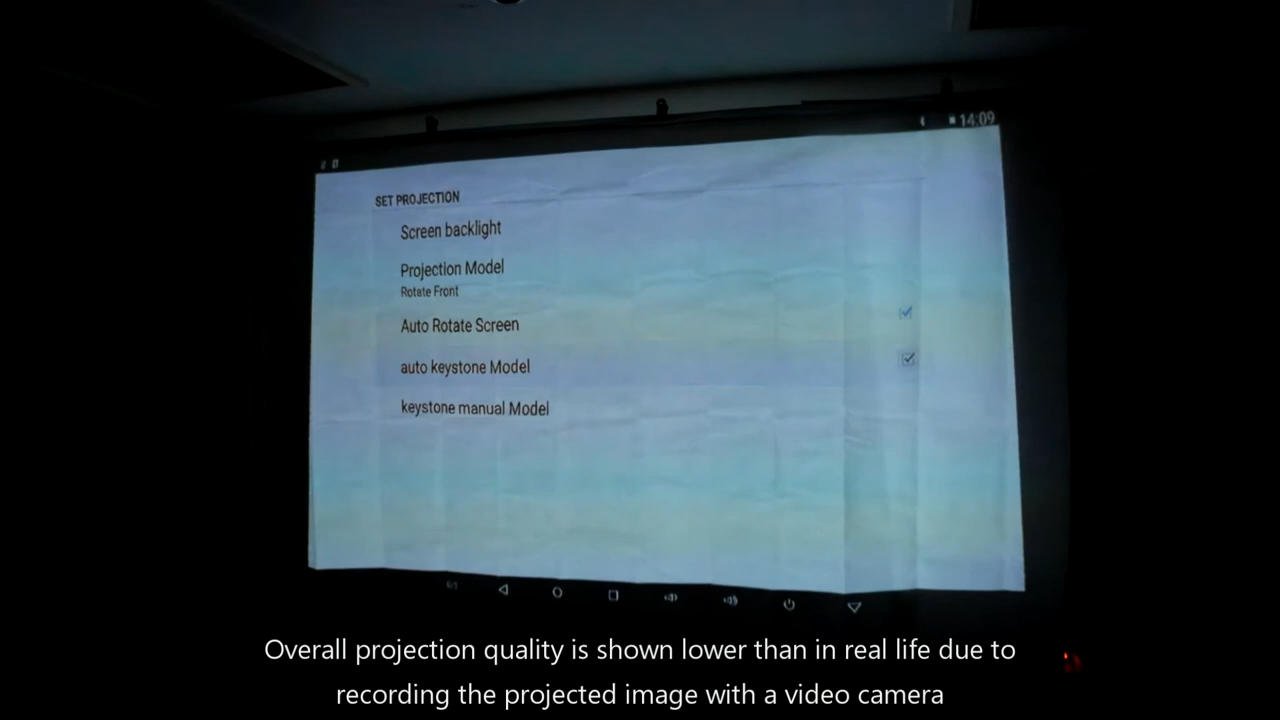 14:09
SET PROJECTION
Screen backlight
Projection Model
Rotate Front
Auto Rotate Screen
auto keystone Model
keystone manual Model
Overall projection quality is shown lower than in real life due to
recording the projected image with a video camera